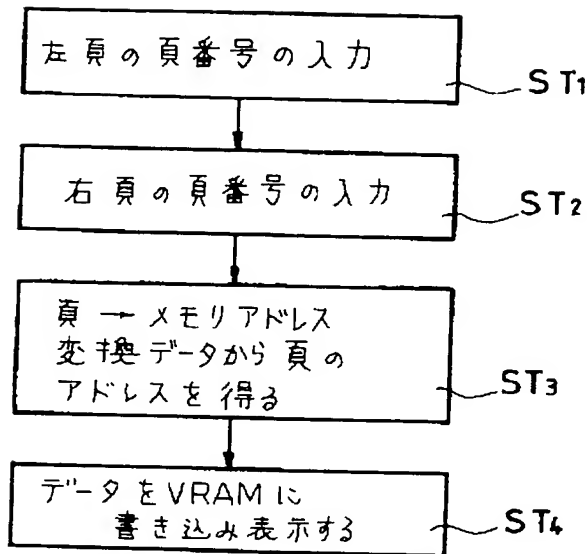 左頁の頁番号の入力
ST1
右頁の頁番号の入力
ST2
頁→メモリアドレス
変換データから頁の
アドレスを得る
ST3
データをVRAMに
書き込み表示する
ST4